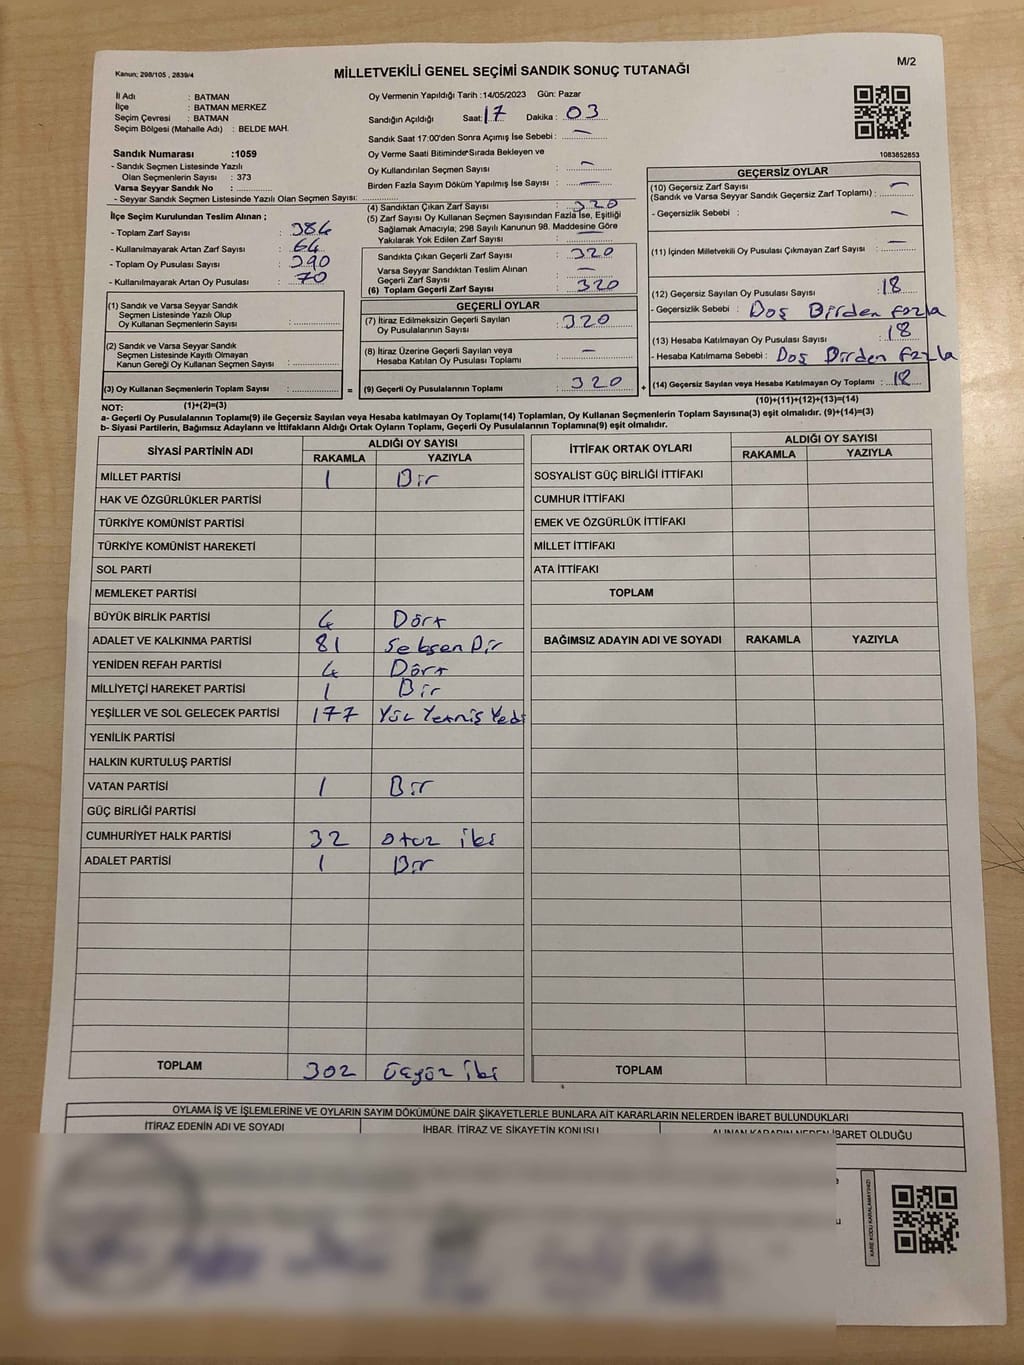 M/2
Kanun; 298/105 , 2839/4
MİLLETVEKİLİ GENEL SEÇİMİ SANDIK SONUÇ TUTANAĞI
İl Adı : BATMAN
İlçe : BATMAN MERKEZ
Seçim Çevresi : BATMAN
Seçim Bölgesi (Mahalle Adı) : BELDE MAH.
Sandık Numarası :1059
- Sandık Seçmen Listesinde Yazılı
Olan Seçmenlerin Sayısı : 373
Varsa Seyyar Sandık No :
- Seyyar Sandık Seçmen Listesinde Yazılı Olan Seçmen Sayısı:
Oy Vermenin Yapıldığı Tarih :14/05/2023 Gün: Pazar
Sandığın Açıldığı Saat: 17 Dakika : 03
Sandık Saat 17:00'den Sonra Açımış İse Sebebi : —
Oy Verme Saati Bitiminde Sırada Bekleyen ve
Oy Kullandırılan Seçmen Sayısı : —
Birden Fazla Sayım Döküm Yapılmış İse Sayısı : —
1083852853
İlçe Seçim Kurulundan Teslim Alınan ;
- Toplam Zarf Sayısı : 384
- Kullanılmayarak Artan Zarf Sayısı : 64
- Toplam Oy Pusulası Sayısı : 390
- Kullanılmayarak Artan Oy Pusulası : 70
(1) Sandık ve Varsa Seyyar Sandık
Seçmen Listesinde Yazılı Olup
Oy Kullanan Seçmenlerin Sayısı :
(2) Sandık ve Varsa Seyyar Sandık
Seçmen Listesinde Kayıtlı Olmayan
Kanun Gereği Oy Kullanan Seçmen Sayısı :
(3) Oy Kullanan Seçmenlerin Toplam Sayısı : =
(4) Sandıktan Çıkan Zarf Sayısı : 320
(5) Zarf Sayısı Oy Kullanan Seçmen Sayısından Fazla İse, Eşitliği
Sağlamak Amacıyla; 298 Sayılı Kanunun 98. Maddesine Göre
Yakılarak Yok Edilen Zarf Sayısı : —
Sandıkta Çıkan Geçerli Zarf Sayısı : 320
Varsa Seyyar Sandıktan Teslim Alınan
Geçerli Zarf Sayısı : —
(6) Toplam Geçerli Zarf Sayısı : 320
GEÇERLİ OYLAR
(7) İtiraz Edilmeksizin Geçerli Sayılan
Oy Pusulalarının Sayısı : 320
(8) İtiraz Üzerine Geçerli Sayılan veya
Hesaba Katılan Oy Pusulası Toplamı : —
(9) Geçerli Oy Pusulalarının Toplamı : 320 +
GEÇERSİZ OYLAR
(10) Geçersiz Zarf Sayısı
(Sandık ve Varsa Seyyar Sandık Geçersiz Zarf Toplamı) : —
- Geçersizlik Sebebi : —
(11) İçinden Milletvekili Oy Pusulası Çıkmayan Zarf Sayısı : —
(12) Geçersiz Sayılan Oy Pusulası Sayısı : 18
- Geçersizlik Sebebi : Boş Birden fazla
(13) Hesaba Katılmayan Oy Pusulası Sayısı : 18
- Hesaba Katılmama Sebebi : Boş Birden fazla
(14) Geçersiz Sayılan veya Hesaba Katılmayan Oy Toplamı : 18
NOT: (1)+(2)=(3)
(10)+(11)+(12)+(13)=(14)
a- Geçerli Oy Pusulalarının Toplamı(9) ile Geçersiz Sayılan veya Hesaba katılmayan Oy Toplamı(14) Toplamları, Oy Kullanan Seçmenlerin Toplam Sayısına(3) eşit olmalıdır. (9)+(14)=(3)
b- Siyasi Partilerin, Bağımsız Adayların ve İttifakların Aldığı Ortak Oyların Toplamı, Geçerli Oy Pusulalarının Toplamına(9) eşit olmalıdır.
SİYASİ PARTİNİN ADI ALDIĞI OY SAYISI
RAKAMLA YAZIYLA
MİLLET PARTİSİ 1 Bir
HAK VE ÖZGÜRLÜKLER PARTİSİ
TÜRKİYE KOMÜNİST PARTİSİ
TÜRKİYE KOMÜNİST HAREKETİ
SOL PARTİ
MEMLEKET PARTİSİ
BÜYÜK BİRLİK PARTİSİ 4 Dört
ADALET VE KALKINMA PARTİSİ 81 Seksen Bir
YENİDEN REFAH PARTİSİ 4 Dört
MİLLİYETÇİ HAREKET PARTİSİ 1 Bir
YEŞİLLER VE SOL GELECEK PARTİSİ 177 Yüz Yetmiş Yedi
YENİLİK PARTİSİ
HALKIN KURTULUŞ PARTİSİ
VATAN PARTİSİ 1 Bir
GÜÇ BİRLİĞİ PARTİSİ
CUMHURİYET HALK PARTİSİ 32 Otuz iki
ADALET PARTİSİ 1 Bir
TOPLAM 302 Üçyüz iki
İTTİFAK ORTAK OYLARI ALDIĞI OY SAYISI
RAKAMLA YAZIYLA
SOSYALİST GÜÇ BİRLİĞİ İTTİFAKI
CUMHUR İTTİFAKI
EMEK VE ÖZGÜRLÜK İTTİFAKI
MİLLET İTTİFAKI
ATA İTTİFAKI
TOPLAM
BAĞIMSIZ ADAYIN ADI VE SOYADI RAKAMLA YAZIYLA
TOPLAM
OYLAMA İŞ VE İŞLEMLERİNE VE OYLARIN SAYIM DÖKÜMÜNE DAİR ŞİKAYETLERLE BUNLARA AİT KARARLARIN NELERDEN İBARET BULUNDUKLARI
İTİRAZ EDENİN ADI VE SOYADI İHBAR, İTİRAZ VE ŞİKAYETİN KONUSU ALINAN KARARIN NEDEN İBARET OLDUĞU
KARE KODU KARALAMAYINIZ!